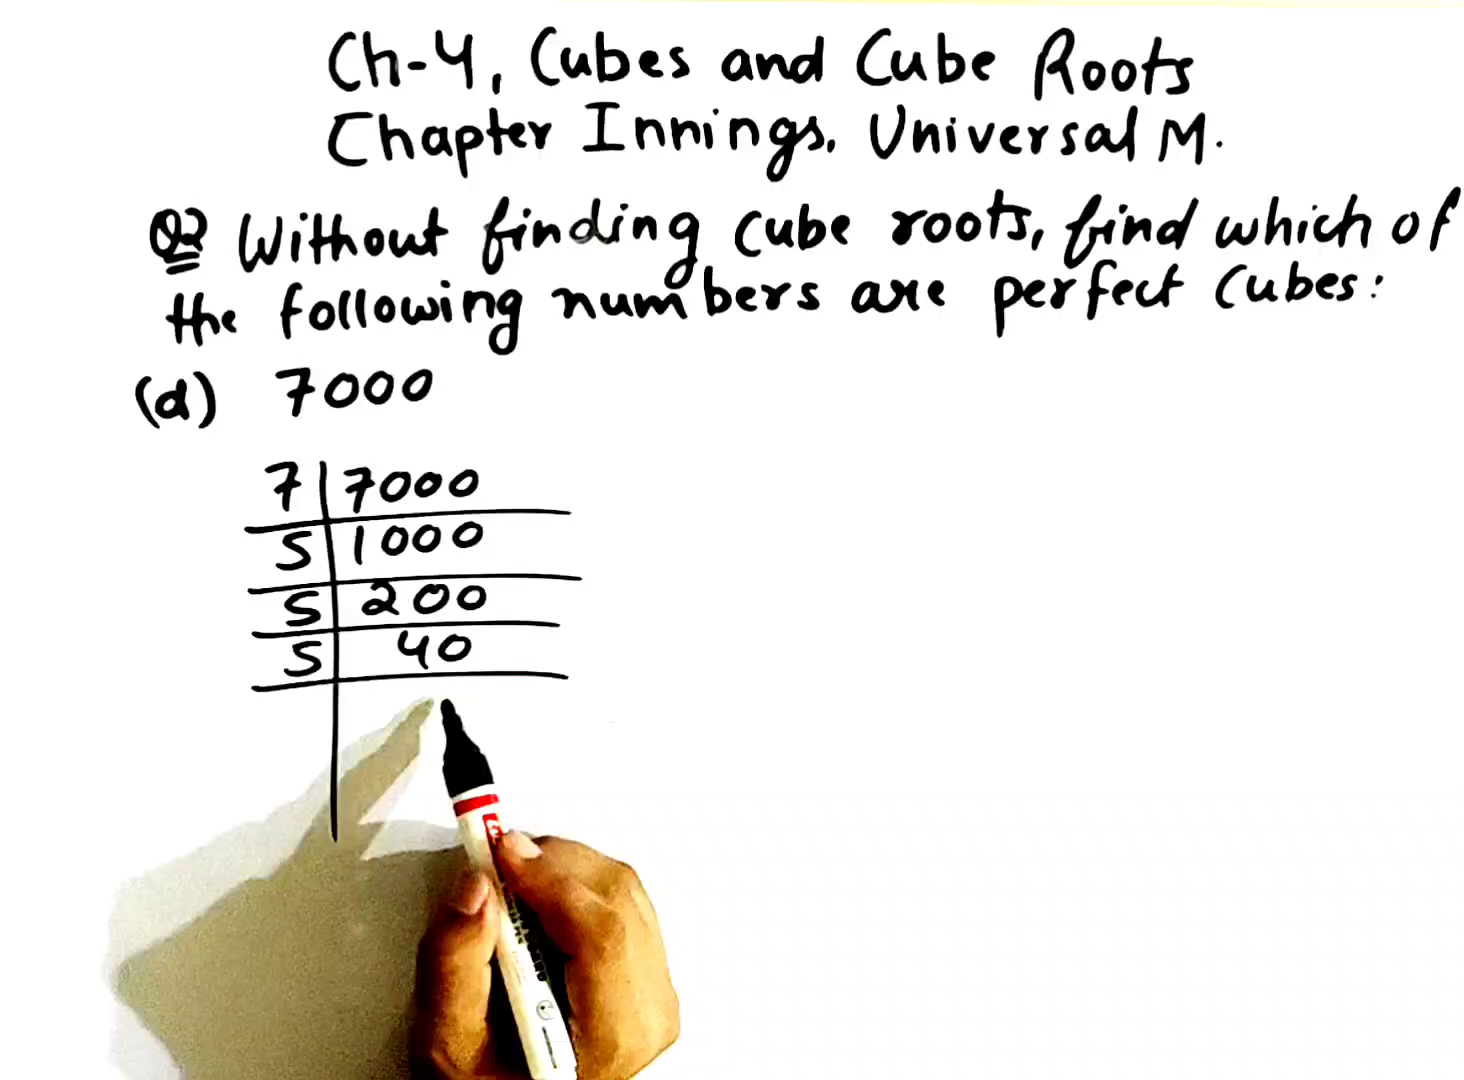 Ch-4, Cubes and Cube Roots
Chapter Innings. Universal M.
Q2 Without finding cube roots, find which of
the following numbers are perfect cubes:
(d) 7000
7 | 7000
5 | 1000
5 | 200
5 | 40